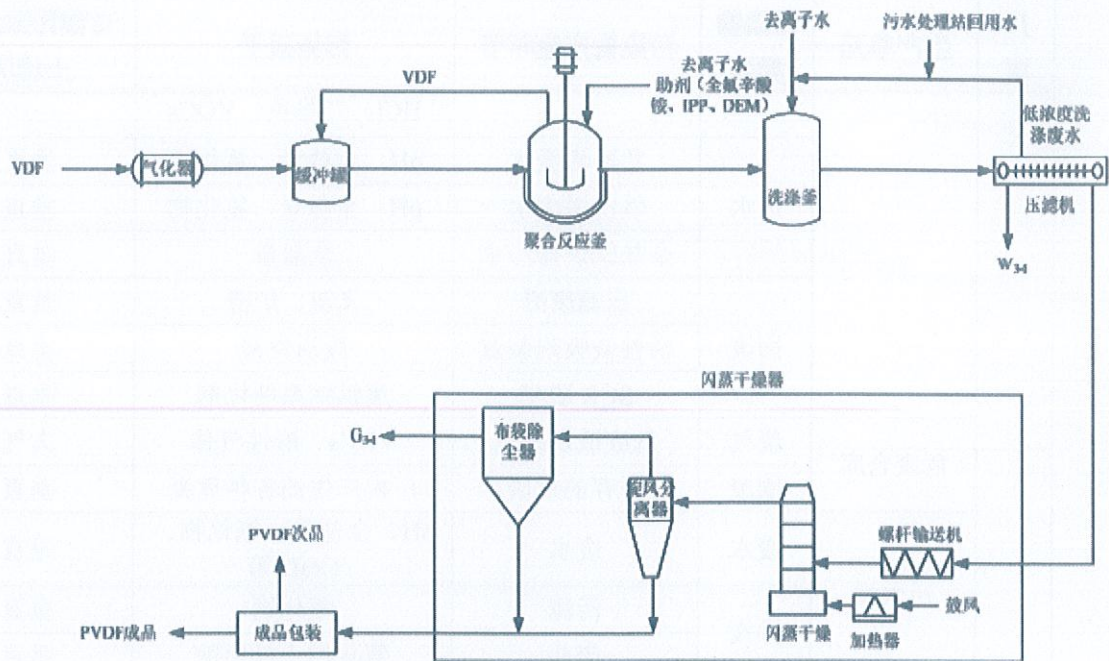 去离子水
污水处理站回用水
VDF
去离子水
助剂（全氟辛酸
铵、IPP、DEM）
低浓度洗
涤废水
VDF
气化器
缓冲罐
洗涤釜
压滤机
聚合反应釜
W₃₋₁
闪蒸干燥器
G₃₋₁
布袋除
尘器
旋风分
离器
PVDF次品
螺杆输送机
PVDF成品
成品包装
闪蒸干燥
加热器
鼓风